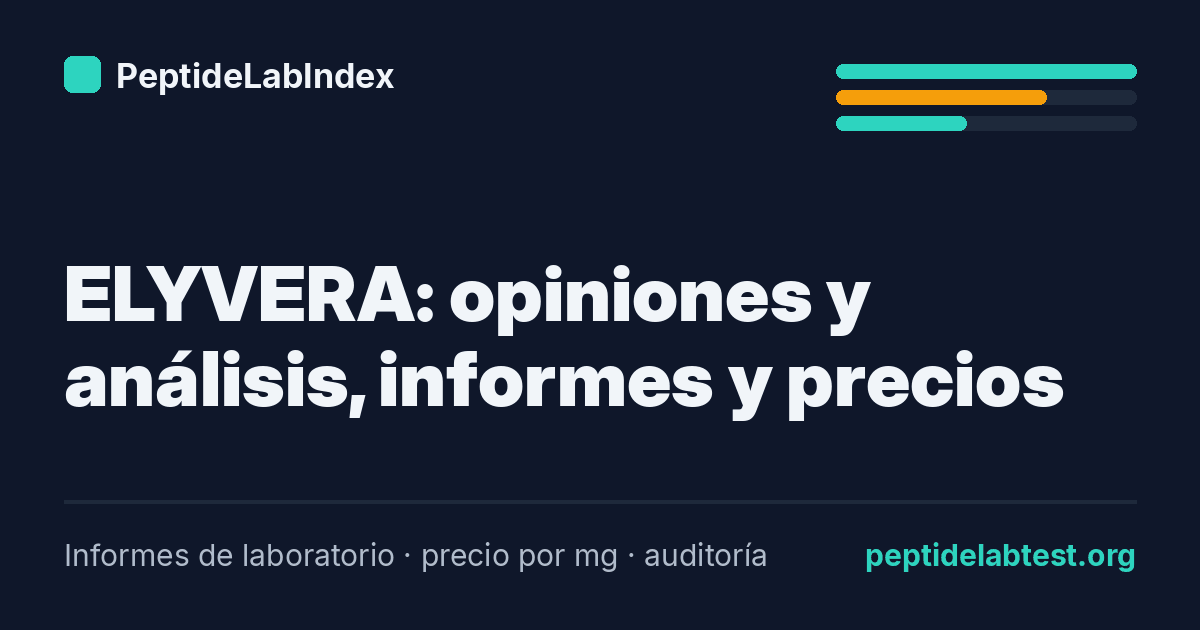 PeptideLabIndex
ELYVERA: opiniones y
análisis, informes y precios
Informes de laboratorio · precio por mg · auditoría
peptidelabtest.org